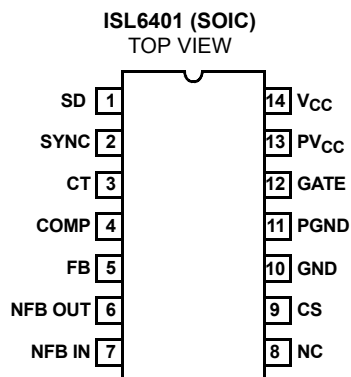 ISL6401 (SOIC)
TOP VIEW
SD 1 14 VCC
SYNC 2 13 PVCC
CT 3 12 GATE
COMP 4 11 PGND
FB 5 10 GND
NFB OUT 6 9 CS
NFB IN 7 8 NC